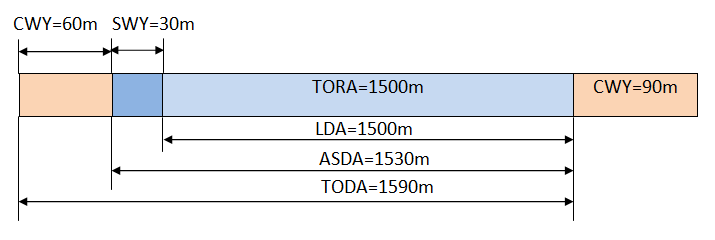 CWY=60m SWY=30m
TORA=1500m CWY=90m
LDA=1500m
ASDA=1530m
TODA=1590m